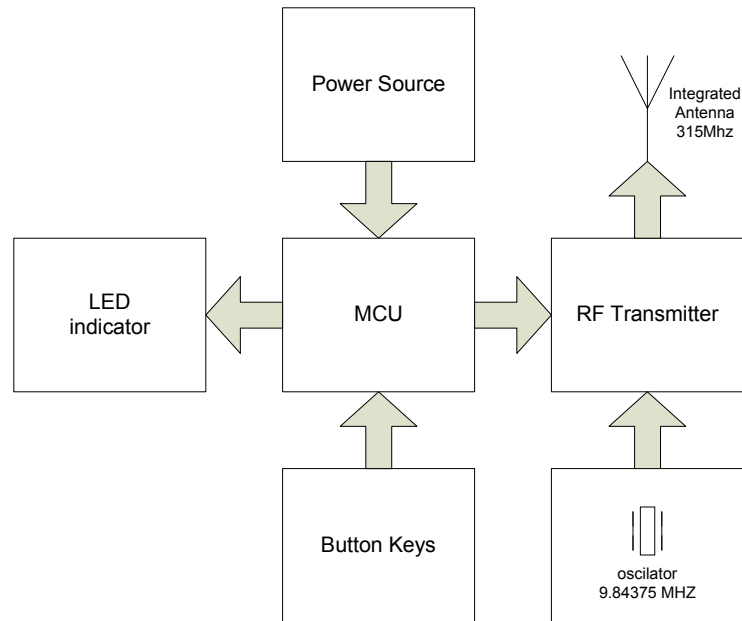 Power Source
Integrated
Antenna
315Mhz
LED
indicator
MCU
RF Transmitter
Button Keys
oscilator
9.84375 MHZ